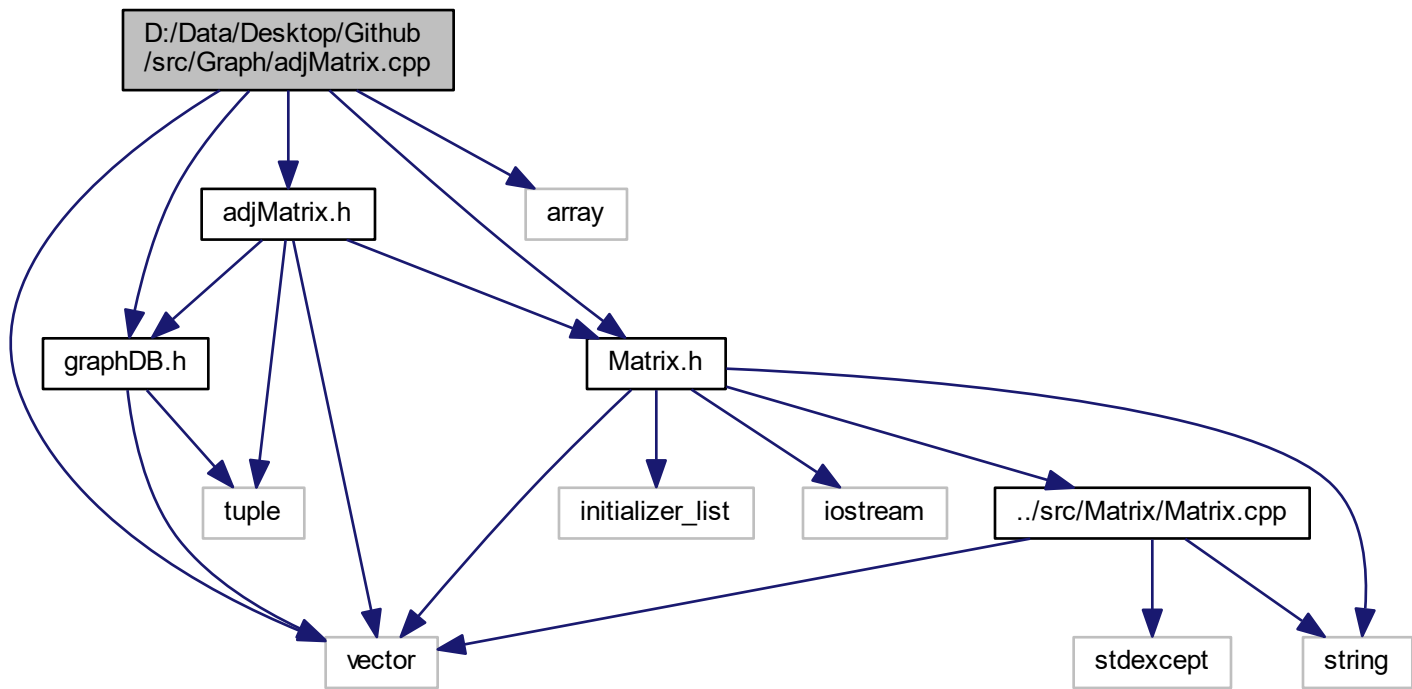 D:/Data/Desktop/Github
/src/Graph/adjMatrix.cpp
adjMatrix.h
array
graphDB.h
Matrix.h
tuple
initializer_list
iostream
../src/Matrix/Matrix.cpp
vector
stdexcept
string